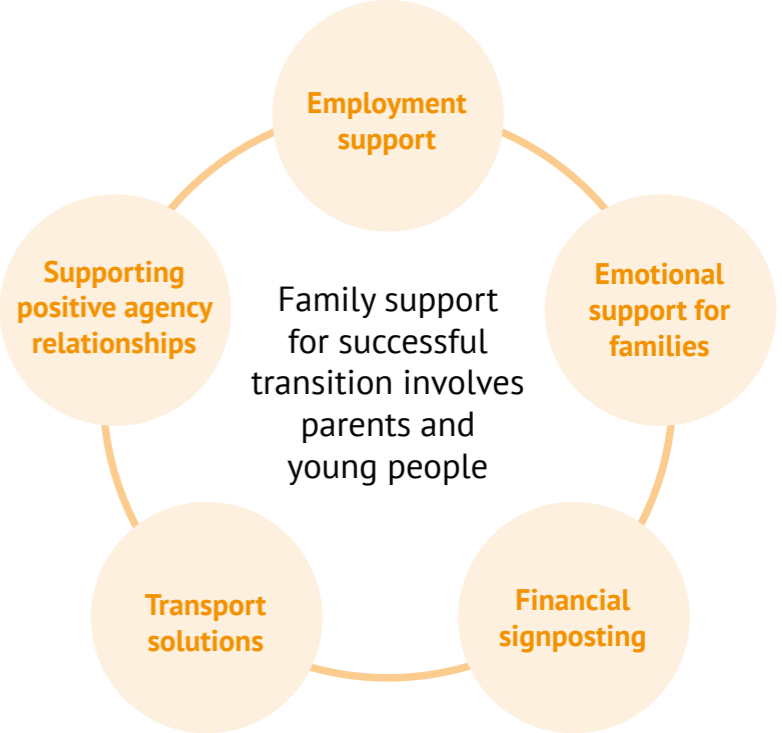 Employment
support
Emotional
support for
families
Financial
signposting
Transport
solutions
Supporting
positive agency
relationships
Family support
for successful
transition involves
parents and
young people